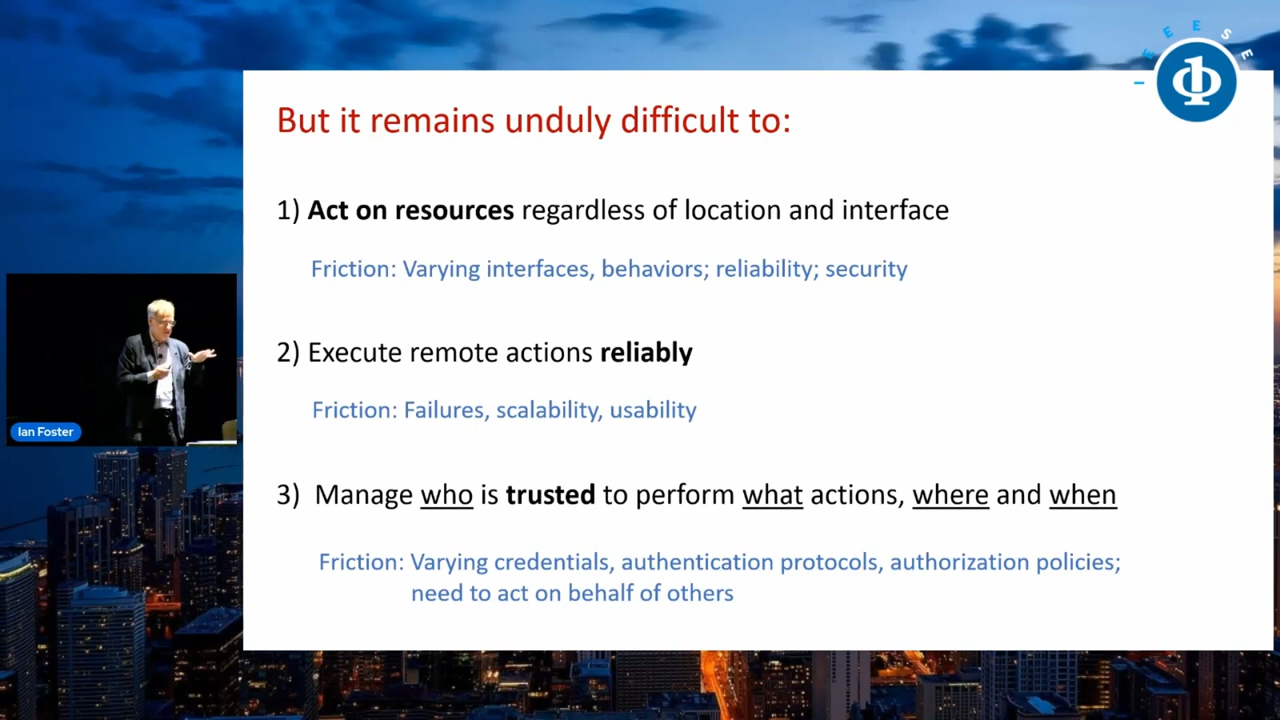 But it remains unduly difficult to:
1) Act on resources regardless of location and interface
Friction: Varying interfaces, behaviors; reliability; security
2) Execute remote actions reliably
Friction: Failures, scalability, usability
3) Manage who is trusted to perform what actions, where and when
Friction: Varying credentials, authentication protocols, authorization policies;
need to act on behalf of others
Ian Foster